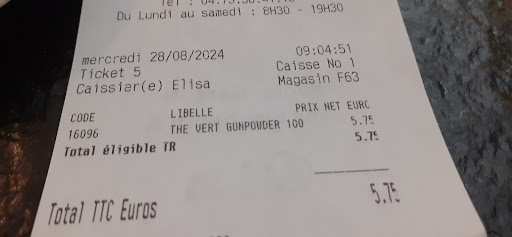 Tel :
Du Lundi au samedi : 8H30 - 19H30
mercredi 28/08/2024 09:04:51
Ticket 5 Caisse No 1
Caissier(e) Elisa Magasin F63
CODE LIBELLE PRIX NET EURO
16096 THE VERT GUNPOWDER 100 5.75
Total éligible TR 5.75
Total TTC Euros 5.75